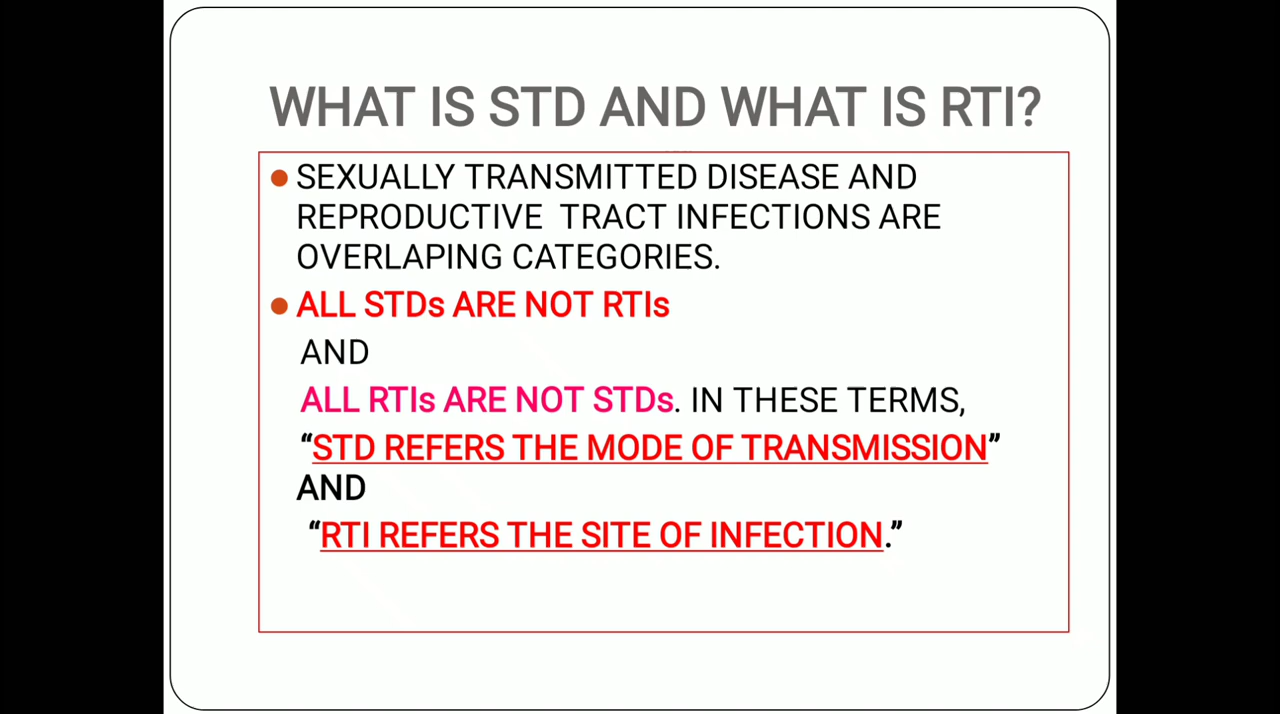 WHAT IS STD AND WHAT IS RTI?
SEXUALLY TRANSMITTED DISEASE AND
REPRODUCTIVE TRACT INFECTIONS ARE
OVERLAPING CATEGORIES.
ALL STDs ARE NOT RTIs
AND
ALL RTIs ARE NOT STDs. IN THESE TERMS,
“STD REFERS THE MODE OF TRANSMISSION”
AND
“RTI REFERS THE SITE OF INFECTION.”